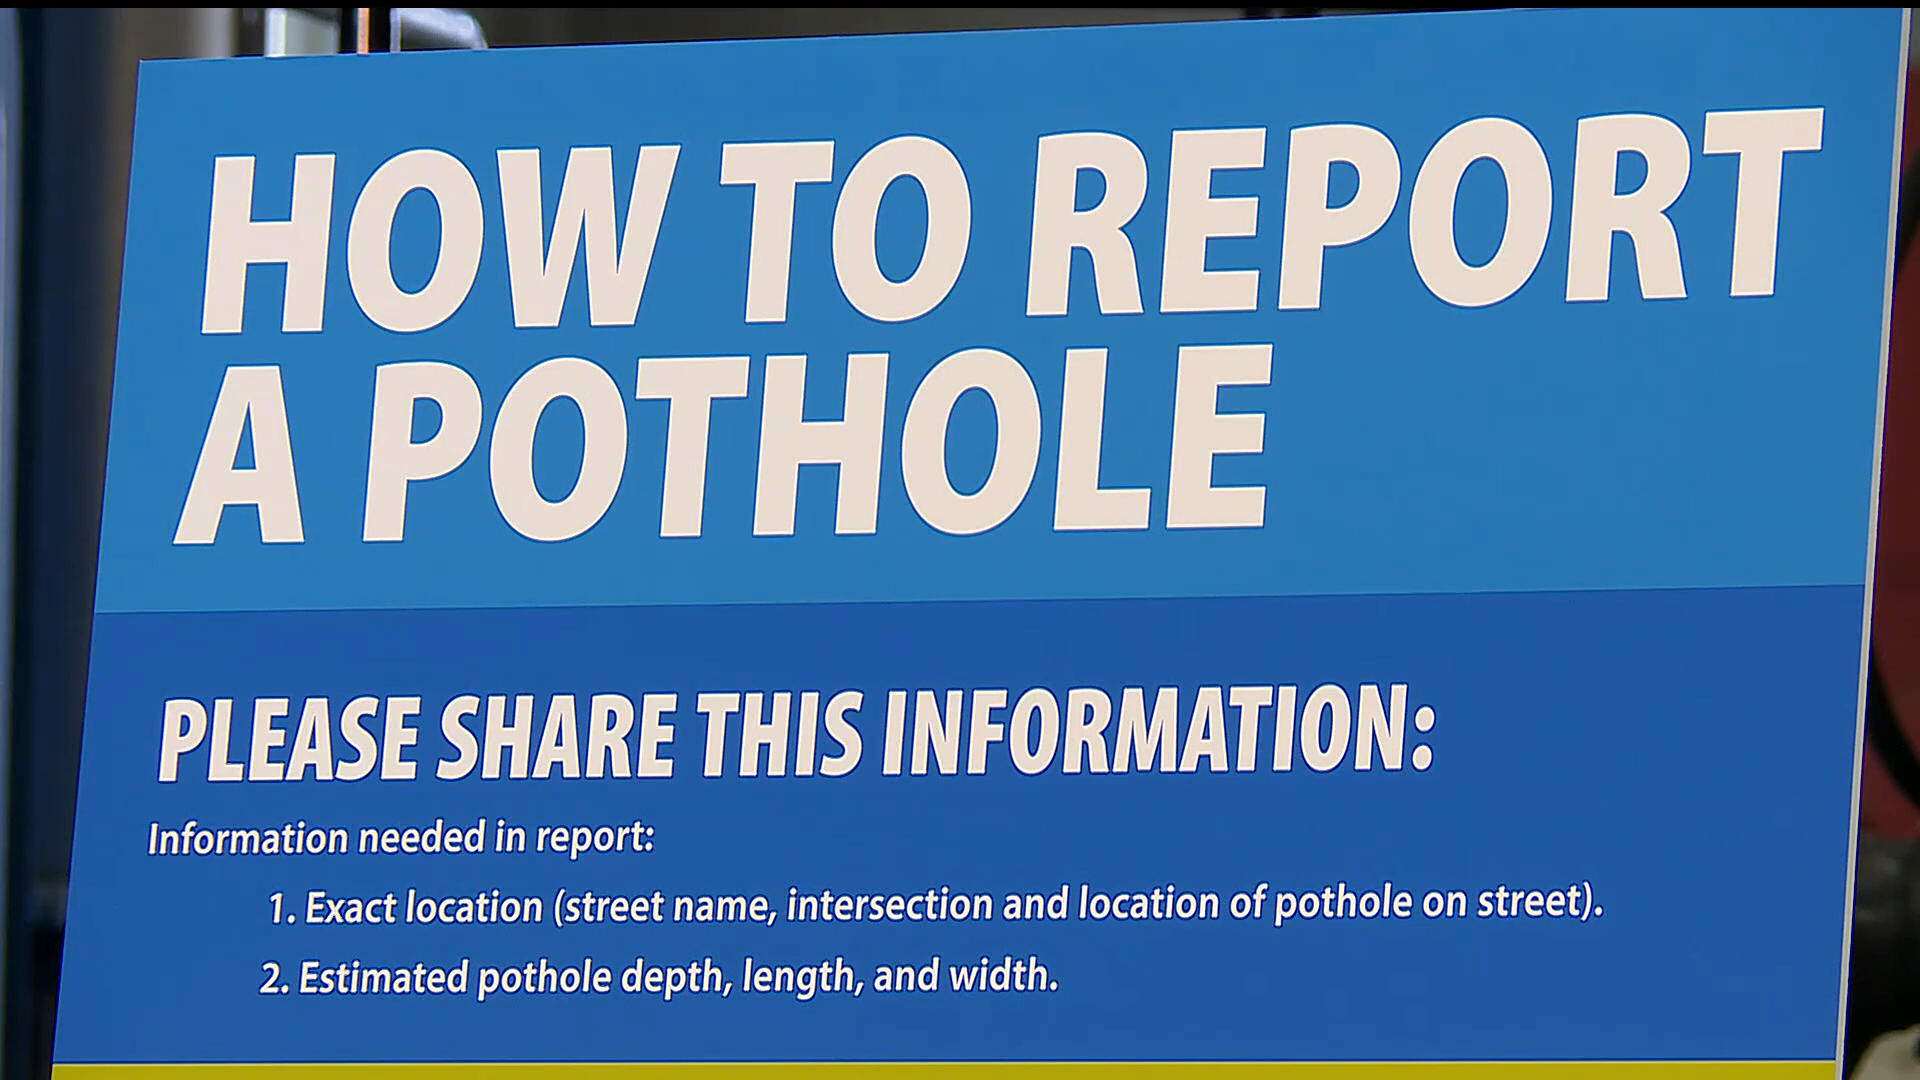 HOW TO REPORT
A POTHOLE
PLEASE SHARE THIS INFORMATION:
Information needed in report:
1. Exact location (street name, intersection and location of pothole on street).
2. Estimated pothole depth, length, and width.